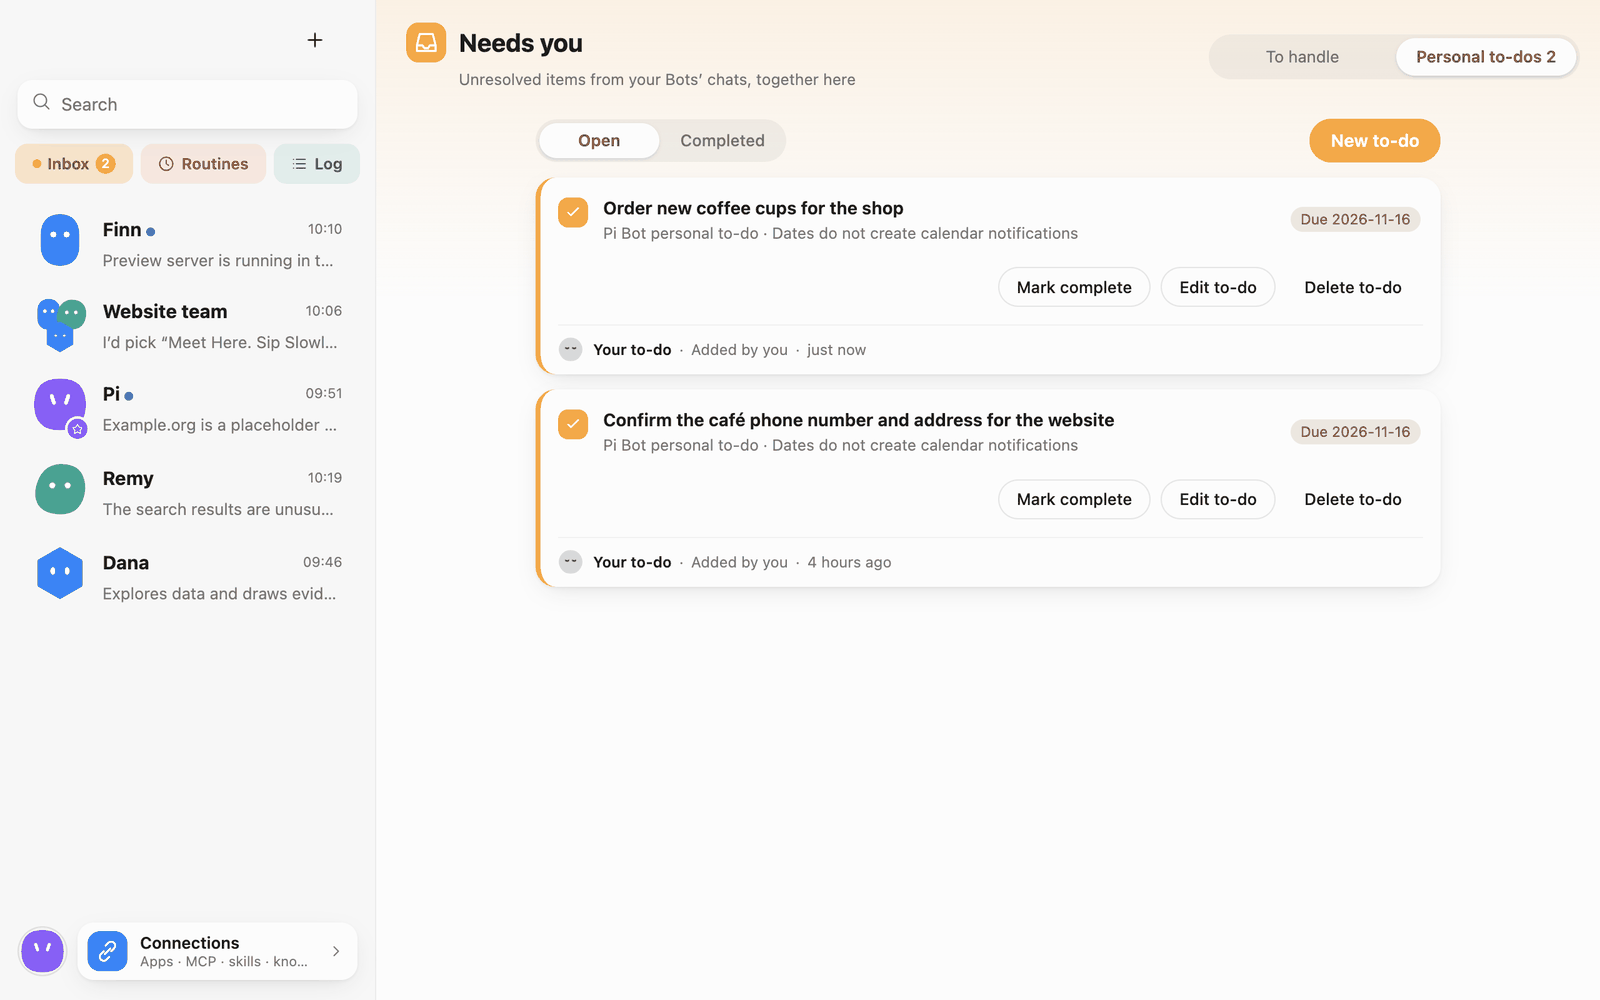 Search
Inbox 2
Routines
Log
Finn
10:10
Preview server is running in t...
Website team
10:06
I’d pick “Meet Here. Sip Slowl...
Pi
09:51
Example.org is a placeholder ...
Remy
10:19
The search results are unusu...
Dana
09:46
Explores data and draws evid...
Connections
Apps · MCP · skills · kno...
Needs you
Unresolved items from your Bots’ chats, together here
To handle
Personal to-dos 2
Open
Completed
New to-do
Order new coffee cups for the shop
Pi Bot personal to-do · Dates do not create calendar notifications
Due 2026-11-16
Mark complete
Edit to-do
Delete to-do
Your to-do · Added by you · just now
Confirm the café phone number and address for the website
Pi Bot personal to-do · Dates do not create calendar notifications
Due 2026-11-16
Mark complete
Edit to-do
Delete to-do
Your to-do · Added by you · 4 hours ago